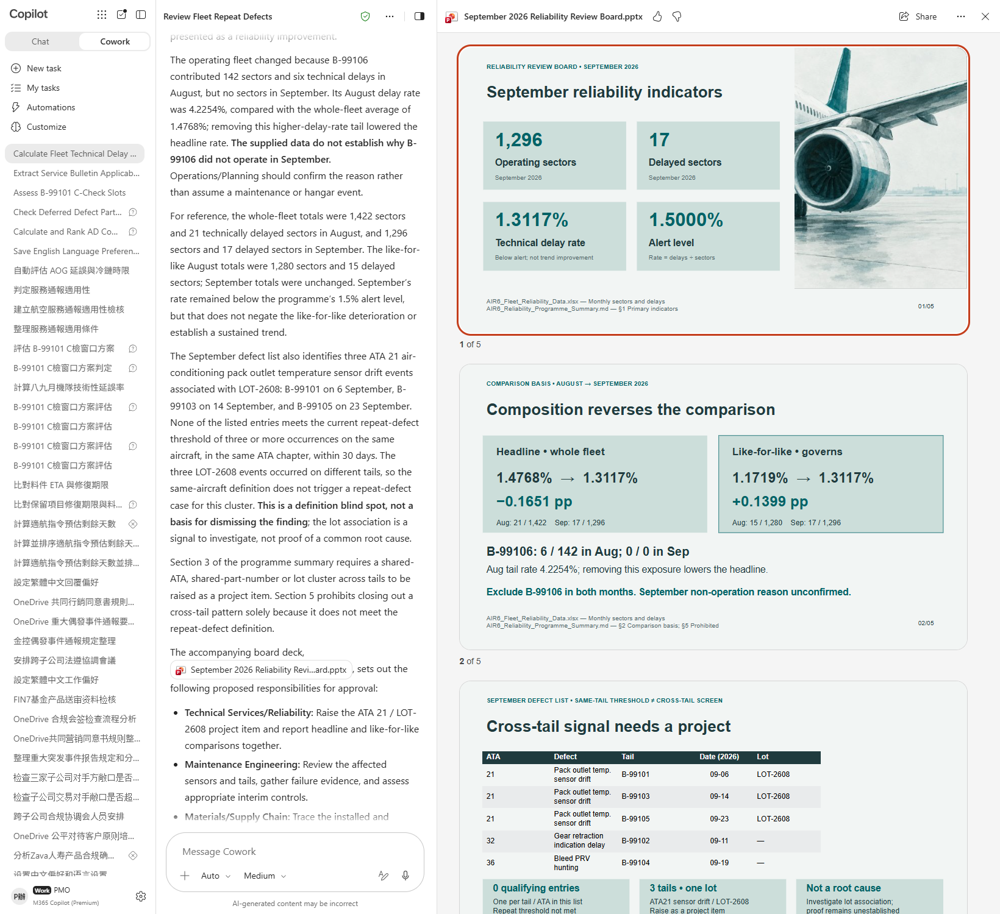 Copilot
Chat
Cowork
New task
My tasks
Automations
Customize
Calculate Fleet Technical Delay ...
Extract Service Bulletin Applicab...
Assess B-99101 C-Check Slots
Check Deferred Defect Part...
Calculate and Rank AD Co...
Save English Language Preferen...
自動評估 AOG 延誤與冷鏈時限
判定服務通報適用性
建立航空服務通報適用性檢核
整理服務通報適用條件
評估 B-99101 C檢窗口方案
B-99101 C檢窗口方案判定
計算八九月機隊技術性延誤率
B-99101 C檢窗口方案評估
B-99101 C檢窗口方案評估
B-99101 C檢窗口方案評估
B-99101 C檢窗口方案評估
比對料件 ETA 與修復期限
比對保留項目修復期限與料...
計算適航指令預估剩餘天數
計算並排序適航指令預估剩餘天...
計算適航指令預估剩餘天數並排...
設定繁體中文回覆偏好
OneDrive 共同行銷同意書規則...
OneDrive 重大偶發事件通報要...
金控偶發事件通報規定整理
安排跨子公司法遵協調會議
設定繁體中文工作偏好
FIN7基金产品送审资料检核
OneDrive 合规会签检查流程分析
OneDrive共同营销同意书规则整...
整理重大突发事件报告规定和分...
检查三家子公司对手方敞口是否...
检查子公司交易对手敞口是否超...
跨子公司合规协调会人员安排
OneDrive 公平对待客户原则培...
分析Zava人寿产品合规确...
设置中文偏好和语言设置
P辦
Work PMO
M365 Copilot (Premium)
Review Fleet Repeat Defects
presented as a reliability improvement.
The operating fleet changed because B-99106
contributed 142 sectors and six technical delays in
August, but no sectors in September. Its August delay rate
was 4.2254%, compared with the whole-fleet average of
1.4768%; removing this higher-delay-rate tail lowered the
headline rate. The supplied data do not establish why B-
99106 did not operate in September.
Operations/Planning should confirm the reason rather
than assume a maintenance or hangar event.
For reference, the whole-fleet totals were 1,422 sectors
and 21 technically delayed sectors in August, and 1,296
sectors and 17 delayed sectors in September. The like-for-
like August totals were 1,280 sectors and 15 delayed
sectors; September totals were unchanged. September's
rate remained below the programme's 1.5% alert level,
but that does not negate the like-for-like deterioration or
establish a sustained trend.
The September defect list also identifies three ATA 21 air-
conditioning pack outlet temperature sensor drift events
associated with LOT-2608: B-99101 on 6 September, B-
99103 on 14 September, and B-99105 on 23 September.
None of the listed entries meets the current repeat-defect
threshold of three or more occurrences on the same
aircraft, in the same ATA chapter, within 30 days. The
three LOT-2608 events occurred on different tails, so the
same-aircraft definition does not trigger a repeat-defect
case for this cluster. This is a definition blind spot, not a
basis for dismissing the finding; the lot association is a
signal to investigate, not proof of a common root cause.
Section 3 of the programme summary requires a shared-
ATA, shared-part-number or lot cluster across tails to be
raised as a project item. Section 5 prohibits closing out a
cross-tail pattern solely because it does not meet the
repeat-defect definition.
The accompanying board deck,
September 2026 Reliability Revi...ard.pptx , sets out the
following proposed responsibilities for approval:
• Technical Services/Reliability: Raise the ATA 21 / LOT-
2608 project item and report headline and like-for-like
comparisons together.
• Maintenance Engineering: Review the affected
sensors and tails, gather failure evidence, and assess
appropriate interim controls.
• Materials/Supply Chain: Trace the installed and
Message Cowork
Auto
Medium
AI-generated content may be incorrect
September 2026 Reliability Review Board.pptx
Share
RELIABILITY REVIEW BOARD • SEPTEMBER 2026
September reliability indicators
1,296
Operating sectors
September 2026
17
Delayed sectors
September 2026
1.3117%
Technical delay rate
Below alert; not trend improvement
1.5000%
Alert level
Rate = delays ÷ sectors
AIR6_Fleet_Reliability_Data.xlsx — Monthly sectors and delays
AIR6_Reliability_Programme_Summary.md — §1 Primary indicators
01/05
1 of 5
COMPARISON BASIS • AUGUST → SEPTEMBER 2026
Composition reverses the comparison
Headline • whole fleet
1.4768% → 1.3117%
−0.1651 pp
Aug: 21 / 1,422 Sep: 17 / 1,296
Like-for-like • governs
1.1719% → 1.3117%
+0.1399 pp
Aug: 15 / 1,280 Sep: 17 / 1,296
B-99106: 6 / 142 in Aug; 0 / 0 in Sep
Aug tail rate 4.2254%; removing this exposure lowers the headline.
Exclude B-99106 in both months. September non-operation reason unconfirmed.
AIR6_Fleet_Reliability_Data.xlsx — Monthly sectors and delays
AIR6_Reliability_Programme_Summary.md — §2 Comparison basis; §5 Prohibited
02/05
2 of 5
SEPTEMBER DEFECT LIST • SAME-TAIL THRESHOLD ≠ CROSS-TAIL SCREEN
Cross-tail signal needs a project
ATA Defect Tail Date (2026) Lot
21 Pack outlet temp. sensor drift B-99101 09-06 LOT-2608
21 Pack outlet temp. sensor drift B-99103 09-14 LOT-2608
21 Pack outlet temp. sensor drift B-99105 09-23 LOT-2608
32 Gear retraction indication delay B-99102 09-11 —
36 Bleed PRV hunting B-99104 09-19 —
0 qualifying entries
One per tail / ATA in this list
Repeat threshold not met
3 tails • one lot
ATA21 sensor drift / LOT-2608
Raise as a project item
Not a root cause
Investigate lot association;
proof remains unestablished